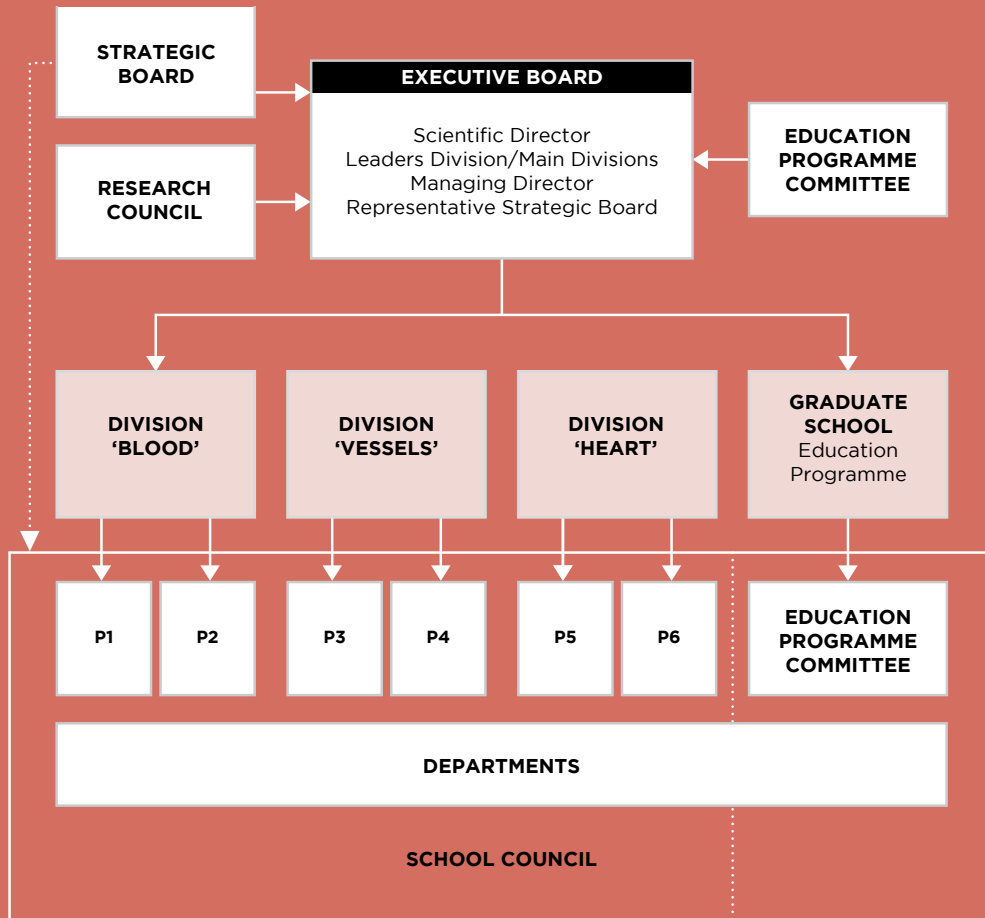 STRATEGIC
BOARD
EXECUTIVE BOARD
Scientific Director
Leaders Division/Main Divisions
Managing Director
Representative Strategic Board
RESEARCH
COUNCIL
EDUCATION
PROGRAMME
COMMITTEE
DIVISION
‘BLOOD’
DIVISION
‘VESSELS’
DIVISION
‘HEART’
GRADUATE
SCHOOL
Education
Programme
P1
P2
P3
P4
P5
P6
EDUCATION
PROGRAMME
COMMITTEE
DEPARTMENTS
SCHOOL COUNCIL